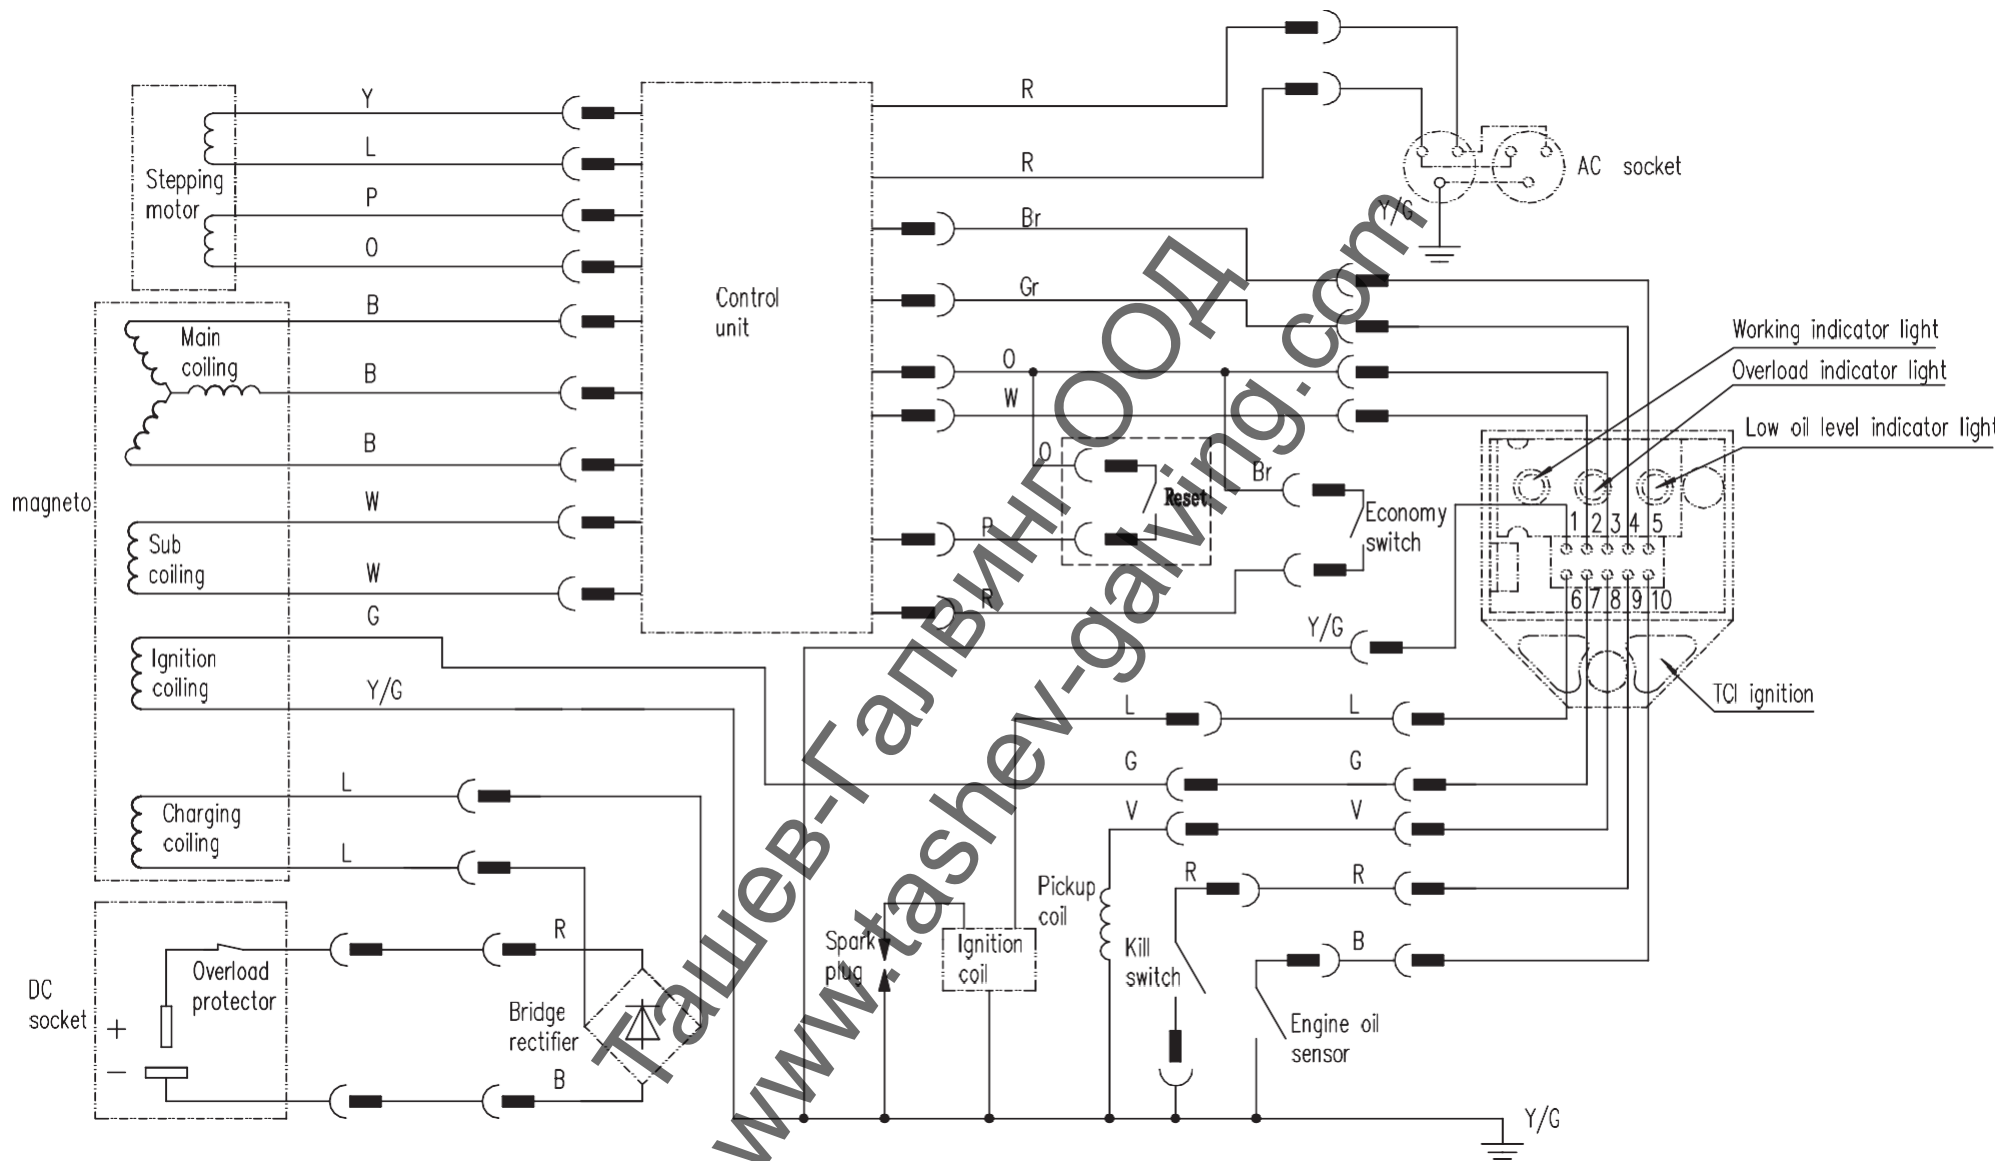 Y
L
P
O
Stepping
motor
B
B
B
Main
coiling
magneto
W
W
Sub
coiling
G
Ignition
coiling
Y/G
L
Charging
coiling
L
DC
socket
+
−
Overload
protector
R
B
Bridge
rectifier
Control
unit
R
R
Br
Gr
O
W
O
P
R
Reset
Br
Economy
switch
AC socket
Y/G
Working indicator light
Overload indicator light
Low oil level indicator light
1 2 3 4 5
6 7 8 9 10
TCI ignition
Y/G
L
L
G
G
V
V
R
R
B
Pickup
coil
Kill
switch
Spark
plug
Ignition
coil
Engine oil
sensor
Y/G
Ташев-Галвинг ООД
www.tashev-galving.com